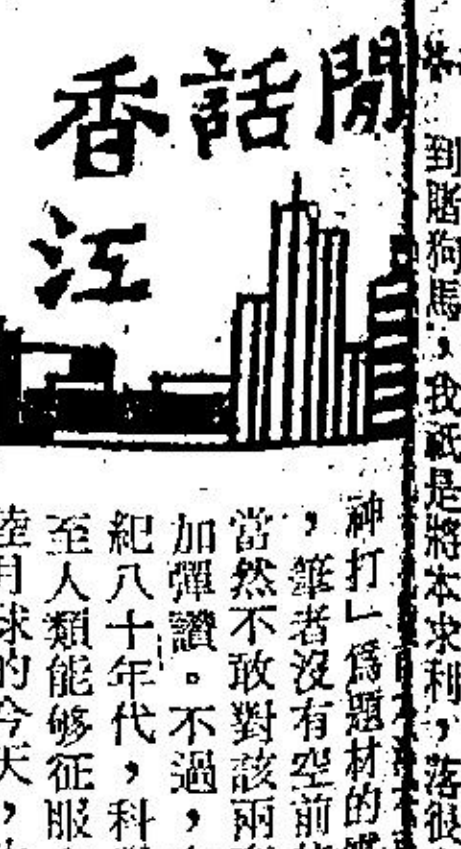 閒話香江
到賭狗馬,我祇是將本求利,落很
神打」爲題材的
,筆者沒有空前
當然不敢對該兩
加彈讚。不過,
紀八十年代,科
至人類能够征服
陸月球的今天,